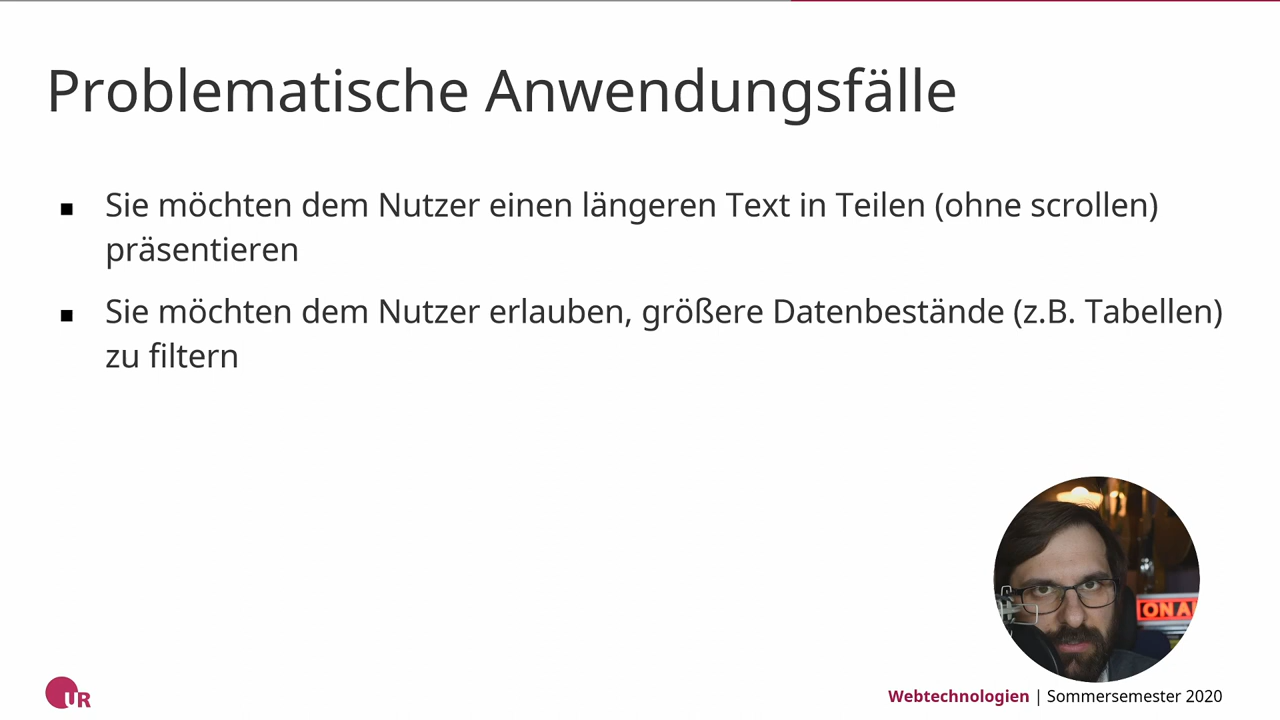 Problematische Anwendungsfälle
▪ Sie möchten dem Nutzer einen längeren Text in Teilen (ohne scrollen)
präsentieren
▪ Sie möchten dem Nutzer erlauben, größere Datenbestände (z.B. Tabellen)
zu filtern
ON A
UR
Webtechnologien | Sommersemester 2020